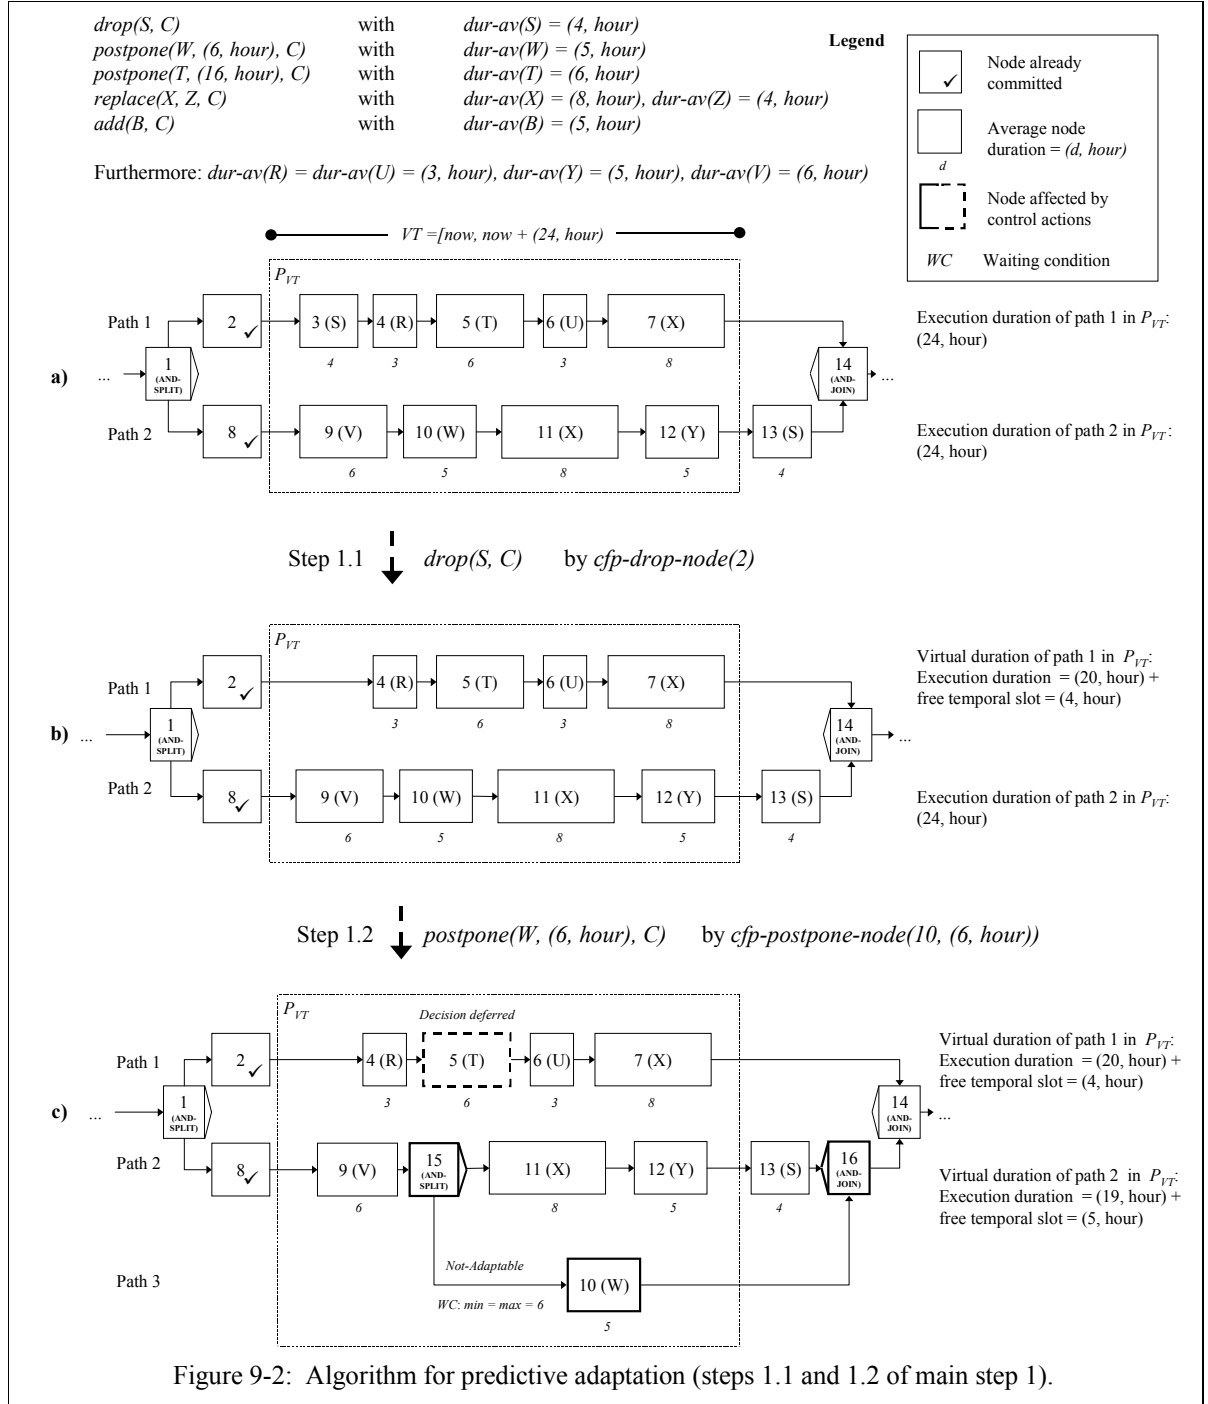 drop(S, C) with dur-av(S) = (4, hour)
postpone(W, (6, hour), C) with dur-av(W) = (5, hour)
postpone(T, (16, hour), C) with dur-av(T) = (6, hour)
replace(X, Z, C) with dur-av(X) = (8, hour), dur-av(Z) = (4, hour)
add(B, C) with dur-av(B) = (5, hour)
Furthermore: dur-av(R) = dur-av(U) = (3, hour), dur-av(Y) = (5, hour), dur-av(V) = (6, hour)
Legend
Node already
committed
Average node
duration = (d, hour)
d
Node affected by
control actions
WC Waiting condition
VT =[now, now + (24, hour)
PVT
Path 1
2
3 (S)
4 (R)
5 (T)
6 (U)
7 (X)
4
3
6
3
8
Execution duration of path 1 in PVT:
(24, hour)
a)
...
1
(AND-
SPLIT)
14
(AND-
JOIN)
...
Path 2
8
9 (V)
10 (W)
11 (X)
12 (Y)
13 (S)
6
5
8
5
4
Execution duration of path 2 in PVT:
(24, hour)
Step 1.1 drop(S, C) by cfp-drop-node(2)
PVT
Path 1
2
4 (R)
5 (T)
6 (U)
7 (X)
3
6
3
8
Virtual duration of path 1 in PVT:
Execution duration = (20, hour) +
free temporal slot = (4, hour)
b)
...
1
(AND-
SPLIT)
14
(AND-
JOIN)
...
Path 2
8
9 (V)
10 (W)
11 (X)
12 (Y)
13 (S)
6
5
8
5
4
Execution duration of path 2 in PVT:
(24, hour)
Step 1.2 postpone(W, (6, hour), C) by cfp-postpone-node(10, (6, hour))
PVT
Decision deferred
Path 1
2
4 (R)
5 (T)
6 (U)
7 (X)
3
6
3
8
Virtual duration of path 1 in PVT:
Execution duration = (20, hour) +
free temporal slot = (4, hour)
c)
...
1
(AND-
SPLIT)
14
(AND-
JOIN)
...
Path 2
8
9 (V)
15
(AND-
SPLIT)
11 (X)
12 (Y)
13 (S)
16
(AND-
JOIN)
6
8
5
4
Virtual duration of path 2 in PVT:
Execution duration = (19, hour) +
free temporal slot = (5, hour)
Path 3
Not-Adaptable
WC: min = max = 6
10 (W)
5
Figure 9-2: Algorithm for predictive adaptation (steps 1.1 and 1.2 of main step 1).